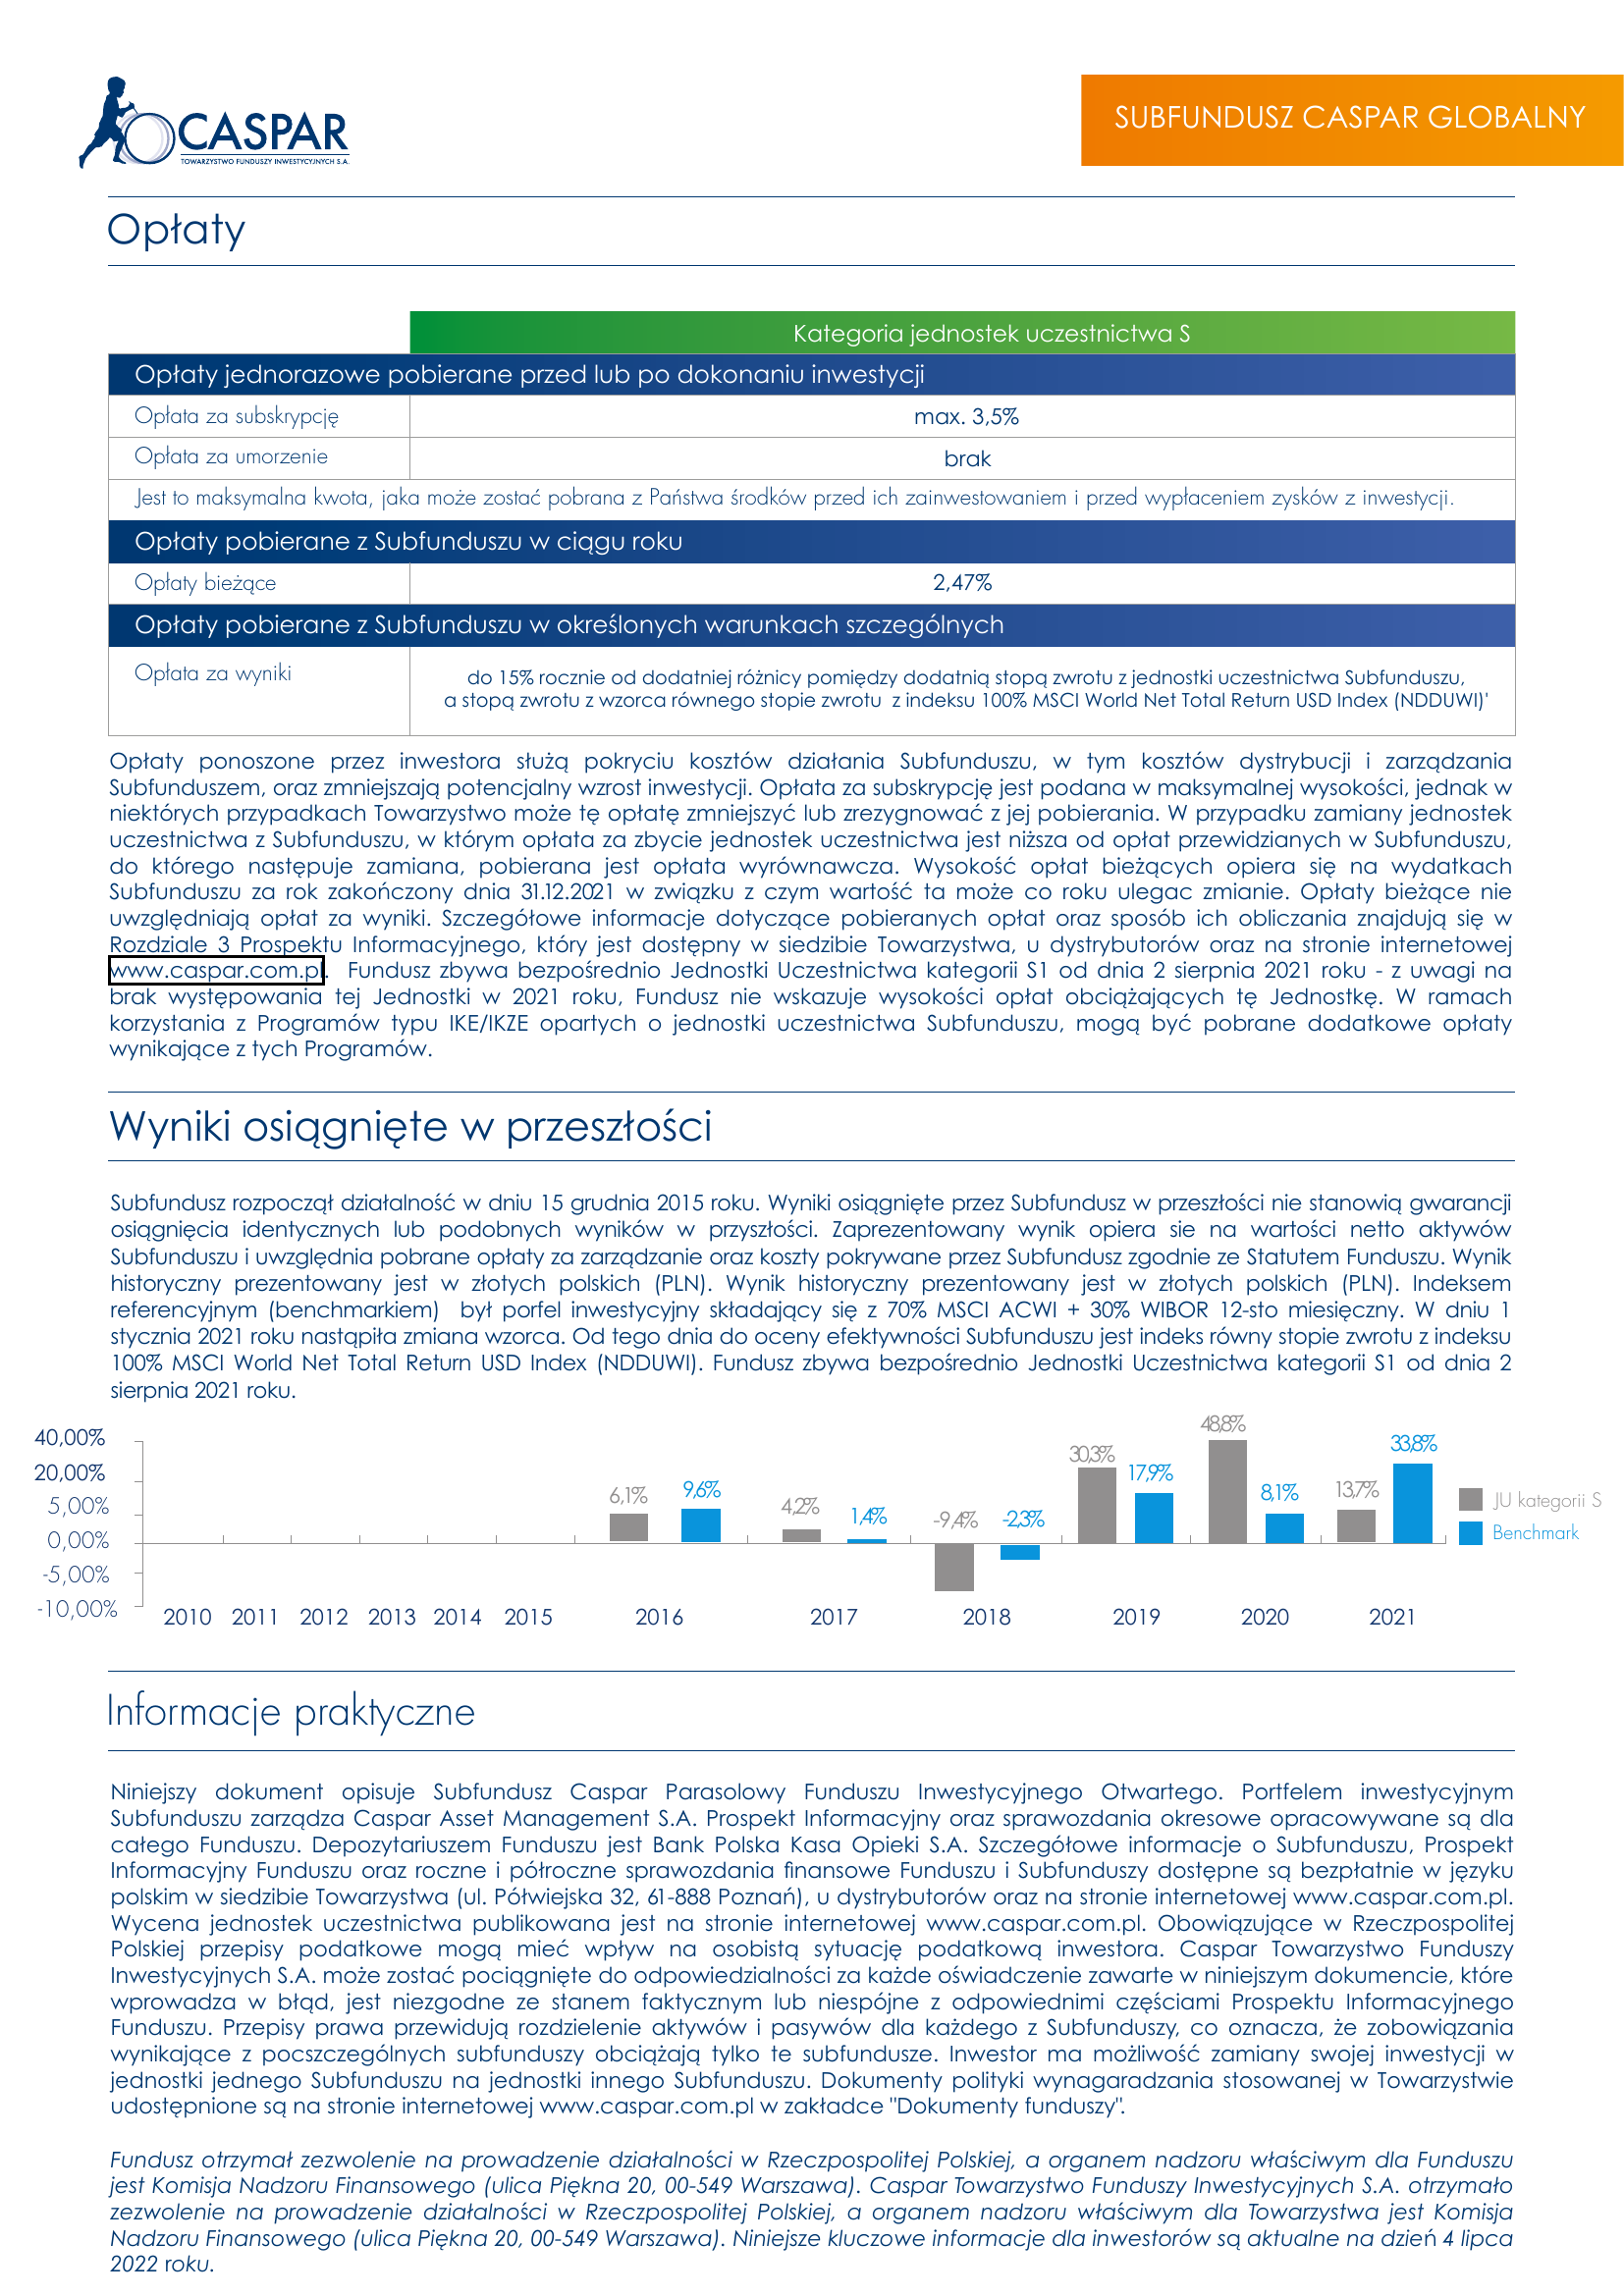 CASPAR
TOWARZYSTWO FUNDUSZY INWESTYCYJNYCH S.A.
SUBFUNDUSZ CASPAR GLOBALNY
Opłaty
Kategoria jednostek uczestnictwa S
Opłaty jednorazowe pobierane przed lub po dokonaniu inwestycji
Opłata za subskrypcję max. 3,5%
Opłata za umorzenie brak
Jest to maksymalna kwota, jaka może zostać pobrana z Państwa środków przed ich zainwestowaniem i przed wypłaceniem zysków z inwestycji.
Opłaty pobierane z Subfunduszu w ciągu roku
Opłaty bieżące 2,47%
Opłaty pobierane z Subfunduszu w określonych warunkach szczególnych
Opłata za wyniki do 15% rocznie od dodatniej różnicy pomiędzy dodatnią stopą zwrotu z jednostki uczestnictwa Subfunduszu,
a stopą zwrotu z wzorca równego stopie zwrotu z indeksu 100% MSCI World Net Total Return USD Index (NDDUWI)'
Opłaty ponoszone przez inwestora służą pokryciu kosztów działania Subfunduszu, w tym kosztów dystrybucji i zarządzania
Subfunduszem, oraz zmniejszają potencjalny wzrost inwestycji. Opłata za subskrypcję jest podana w maksymalnej wysokości, jednak w
niektórych przypadkach Towarzystwo może tę opłatę zmniejszyć lub zrezygnować z jej pobierania. W przypadku zamiany jednostek
uczestnictwa z Subfunduszu, w którym opłata za zbycie jednostek uczestnictwa jest niższa od opłat przewidzianych w Subfunduszu,
do którego następuje zamiana, pobierana jest opłata wyrównawcza. Wysokość opłat bieżących opiera się na wydatkach
Subfunduszu za rok zakończony dnia 31.12.2021 w związku z czym wartość ta może co roku ulegac zmianie. Opłaty bieżące nie
uwzględniają opłat za wyniki. Szczegółowe informacje dotyczące pobieranych opłat oraz sposób ich obliczania znajdują się w
Rozdziale 3 Prospektu Informacyjnego, który jest dostępny w siedzibie Towarzystwa, u dystrybutorów oraz na stronie internetowej
www.caspar.com.pl. Fundusz zbywa bezpośrednio Jednostki Uczestnictwa kategorii S1 od dnia 2 sierpnia 2021 roku - z uwagi na
brak występowania tej Jednostki w 2021 roku, Fundusz nie wskazuje wysokości opłat obciążających tę Jednostkę. W ramach
korzystania z Programów typu IKE/IKZE opartych o jednostki uczestnictwa Subfunduszu, mogą być pobrane dodatkowe opłaty
wynikające z tych Programów.
Wyniki osiągnięte w przeszłości
Subfundusz rozpoczął działalność w dniu 15 grudnia 2015 roku. Wyniki osiągnięte przez Subfundusz w przeszłości nie stanowią gwarancji
osiągnięcia identycznych lub podobnych wyników w przyszłości. Zaprezentowany wynik opiera sie na wartości netto aktywów
Subfunduszu i uwzględnia pobrane opłaty za zarządzanie oraz koszty pokrywane przez Subfundusz zgodnie ze Statutem Funduszu. Wynik
historyczny prezentowany jest w złotych polskich (PLN). Wynik historyczny prezentowany jest w złotych polskich (PLN). Indeksem
referencyjnym (benchmarkiem) był porfel inwestycyjny składający się z 70% MSCI ACWI + 30% WIBOR 12-sto miesięczny. W dniu 1
stycznia 2021 roku nastąpiła zmiana wzorca. Od tego dnia do oceny efektywności Subfunduszu jest indeks równy stopie zwrotu z indeksu
100% MSCI World Net Total Return USD Index (NDDUWI). Fundusz zbywa bezpośrednio Jednostki Uczestnictwa kategorii S1 od dnia 2
sierpnia 2021 roku.
40,00%
20,00%
5,00%
0,00%
-5,00%
-10,00%
6,1% 9,6% 4,2% 1,4% -9,4% -2,3% 30,3% 17,9% 48,8% 8,1% 13,7% 33,8%
JU kategorii S
Benchmark
2010 2011 2012 2013 2014 2015 2016 2017 2018 2019 2020 2021
Informacje praktyczne
Niniejszy dokument opisuje Subfundusz Caspar Parasolowy Funduszu Inwestycyjnego Otwartego. Portfelem inwestycyjnym
Subfunduszu zarządza Caspar Asset Management S.A. Prospekt Informacyjny oraz sprawozdania okresowe opracowywane są dla
całego Funduszu. Depozytariuszem Funduszu jest Bank Polska Kasa Opieki S.A. Szczegółowe informacje o Subfunduszu, Prospekt
Informacyjny Funduszu oraz roczne i półroczne sprawozdania finansowe Funduszu i Subfunduszy dostępne są bezpłatnie w języku
polskim w siedzibie Towarzystwa (ul. Półwiejska 32, 61-888 Poznań), u dystrybutorów oraz na stronie internetowej www.caspar.com.pl.
Wycena jednostek uczestnictwa publikowana jest na stronie internetowej www.caspar.com.pl. Obowiązujące w Rzeczpospolitej
Polskiej przepisy podatkowe mogą mieć wpływ na osobistą sytuację podatkową inwestora. Caspar Towarzystwo Funduszy
Inwestycyjnych S.A. może zostać pociągnięte do odpowiedzialności za każde oświadczenie zawarte w niniejszym dokumencie, które
wprowadza w błąd, jest niezgodne ze stanem faktycznym lub niespójne z odpowiednimi częściami Prospektu Informacyjnego
Funduszu. Przepisy prawa przewidują rozdzielenie aktywów i pasywów dla każdego z Subfunduszy, co oznacza, że zobowiązania
wynikające z pocszczególnych subfunduszy obciążają tylko te subfundusze. Inwestor ma możliwość zamiany swojej inwestycji w
jednostki jednego Subfunduszu na jednostki innego Subfunduszu. Dokumenty polityki wynagaradzania stosowanej w Towarzystwie
udostępnione są na stronie internetowej www.caspar.com.pl w zakładce "Dokumenty funduszy".
Fundusz otrzymał zezwolenie na prowadzenie działalności w Rzeczpospolitej Polskiej, a organem nadzoru właściwym dla Funduszu
jest Komisja Nadzoru Finansowego (ulica Piękna 20, 00-549 Warszawa). Caspar Towarzystwo Funduszy Inwestycyjnych S.A. otrzymało
zezwolenie na prowadzenie działalności w Rzeczpospolitej Polskiej, a organem nadzoru właściwym dla Towarzystwa jest Komisja
Nadzoru Finansowego (ulica Piękna 20, 00-549 Warszawa). Niniejsze kluczowe informacje dla inwestorów są aktualne na dzień 4 lipca
2022 roku.